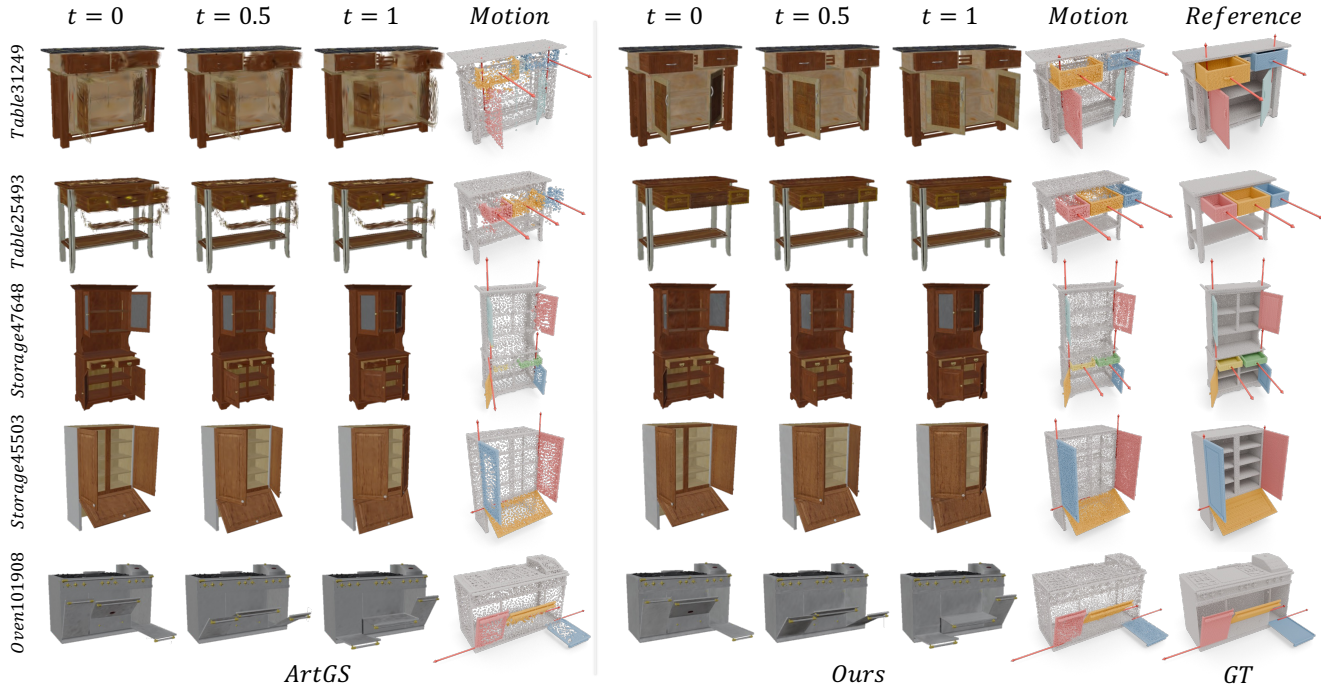 t = 0 t = 0.5 t = 1 Motion t = 0 t = 0.5 t = 1 Motion Reference
Table31249
Table25493
Storage47648
Storage45503
Oven101908
ArtGS Ours GT